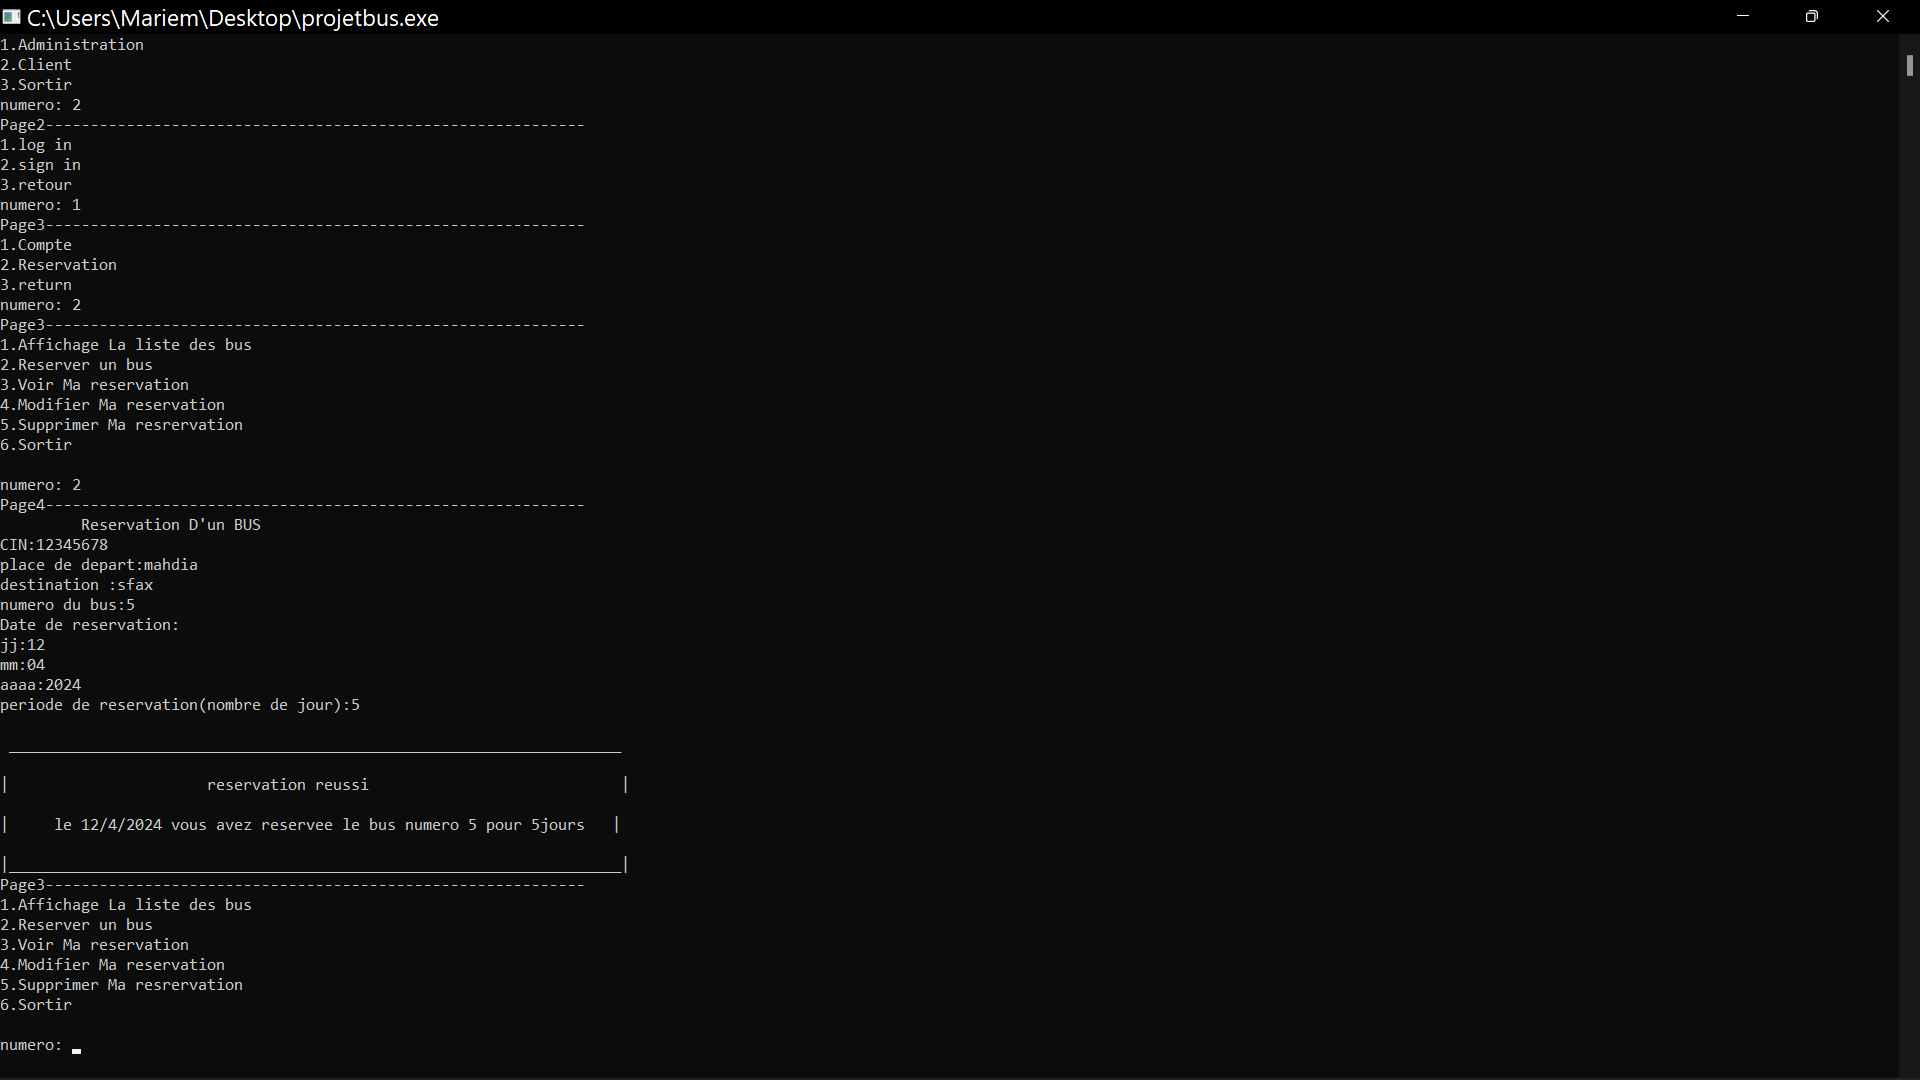 C:\Users\Mariem\Desktop\projetbus.exe
1.Administration
2.Client
3.Sortir
numero: 2
Page2------------------------------------------------------------
1.log in
2.sign in
3.retour
numero: 1
Page3------------------------------------------------------------
1.Compte
2.Reservation
3.return
numero: 2
Page3------------------------------------------------------------
1.Affichage La liste des bus
2.Reserver un bus
3.Voir Ma reservation
4.Modifier Ma reservation
5.Supprimer Ma resrervation
6.Sortir
numero: 2
Page4------------------------------------------------------------
Reservation D'un BUS
CIN:12345678
place de depart:mahdia
destination :sfax
numero du bus:5
Date de reservation:
jj:12
mm:04
aaaa:2024
periode de reservation(nombre de jour):5
____________________________________________________________________
| reservation reussi |
| le 12/4/2024 vous avez reservee le bus numero 5 pour 5jours |
|____________________________________________________________________|
Page3------------------------------------------------------------
1.Affichage La liste des bus
2.Reserver un bus
3.Voir Ma reservation
4.Modifier Ma reservation
5.Supprimer Ma resrervation
6.Sortir
numero: